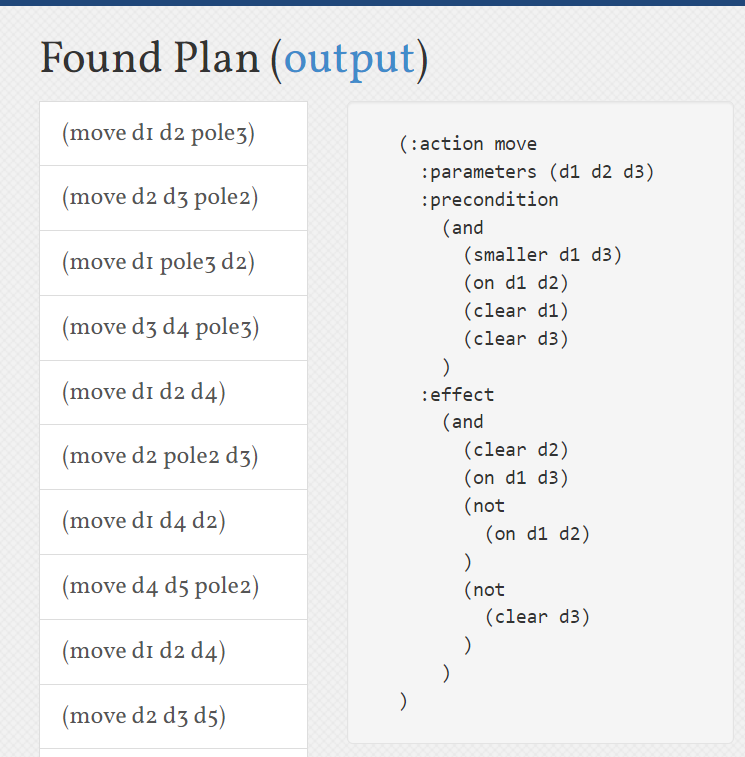 Found Plan (output)
(move d1 d2 pole3)
(move d2 d3 pole2)
(move d1 pole3 d2)
(move d3 d4 pole3)
(move d1 d2 d4)
(move d2 pole2 d3)
(move d1 d4 d2)
(move d4 d5 pole2)
(move d1 d2 d4)
(move d2 d3 d5)
(:action move
  :parameters (d1 d2 d3)
  :precondition
    (and
      (smaller d1 d3)
      (on d1 d2)
      (clear d1)
      (clear d3)
    )
  :effect
    (and
      (clear d2)
      (on d1 d3)
      (not
        (on d1 d2)
      )
      (not
        (clear d3)
      )
    )
)